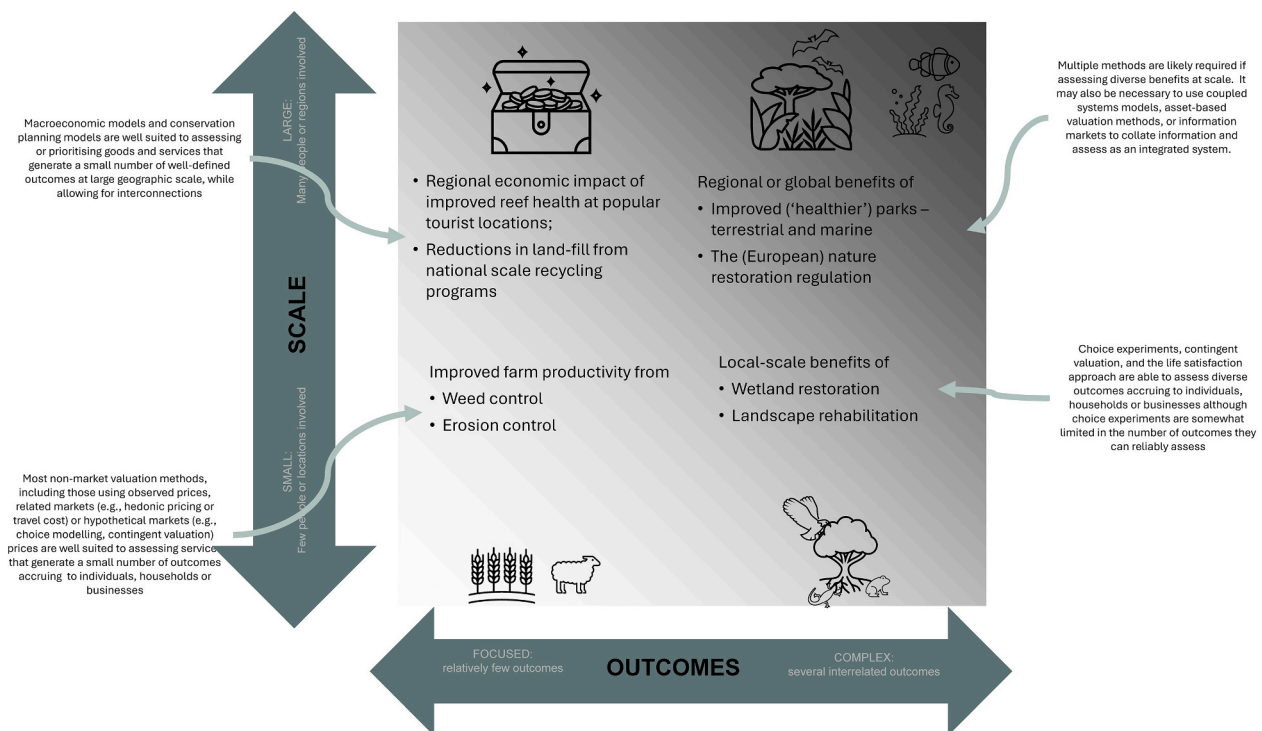 Macroeconomic models and conservation
planning models are well suited to assessing
or prioritising goods and services that
generate a small number of well-defined
outcomes at large geographic scale, while
allowing for interconnections
LARGE:
Many people or regions involved
SCALE
SMALL:
Few people or locations involved
Most non-market valuation methods,
including those using observed prices,
related markets (e.g., hedonic pricing or
travel cost) or hypothetical markets (e.g.,
choice modelling, contingent valuation)
prices are well suited to assessing service
that generate a small number of outcomes
accruing to individuals, households or
businesses
• Regional economic impact of
improved reef health at popular
tourist locations;
• Reductions in land-fill from
national scale recycling
programs
Regional or global benefits of
• Improved (‘healthier’) parks –
terrestrial and marine
• The (European) nature
restoration regulation
Improved farm productivity from
• Weed control
• Erosion control
Local-scale benefits of
• Wetland restoration
• Landscape rehabilitation
Multiple methods are likely required if
assessing diverse benefits at scale. It
may also be necessary to use coupled
systems models, asset-based
valuation methods, or information
markets to collate information and
assess as an integrated system.
Choice experiments, contingent
valuation, and the life satisfaction
approach are able to assess diverse
outcomes accruing to individuals,
households or businesses although
choice experiments are somewhat
limited in the number of outcomes they
can reliably assess
FOCUSED:
relatively few outcomes
OUTCOMES
COMPLEX:
several interrelated outcomes